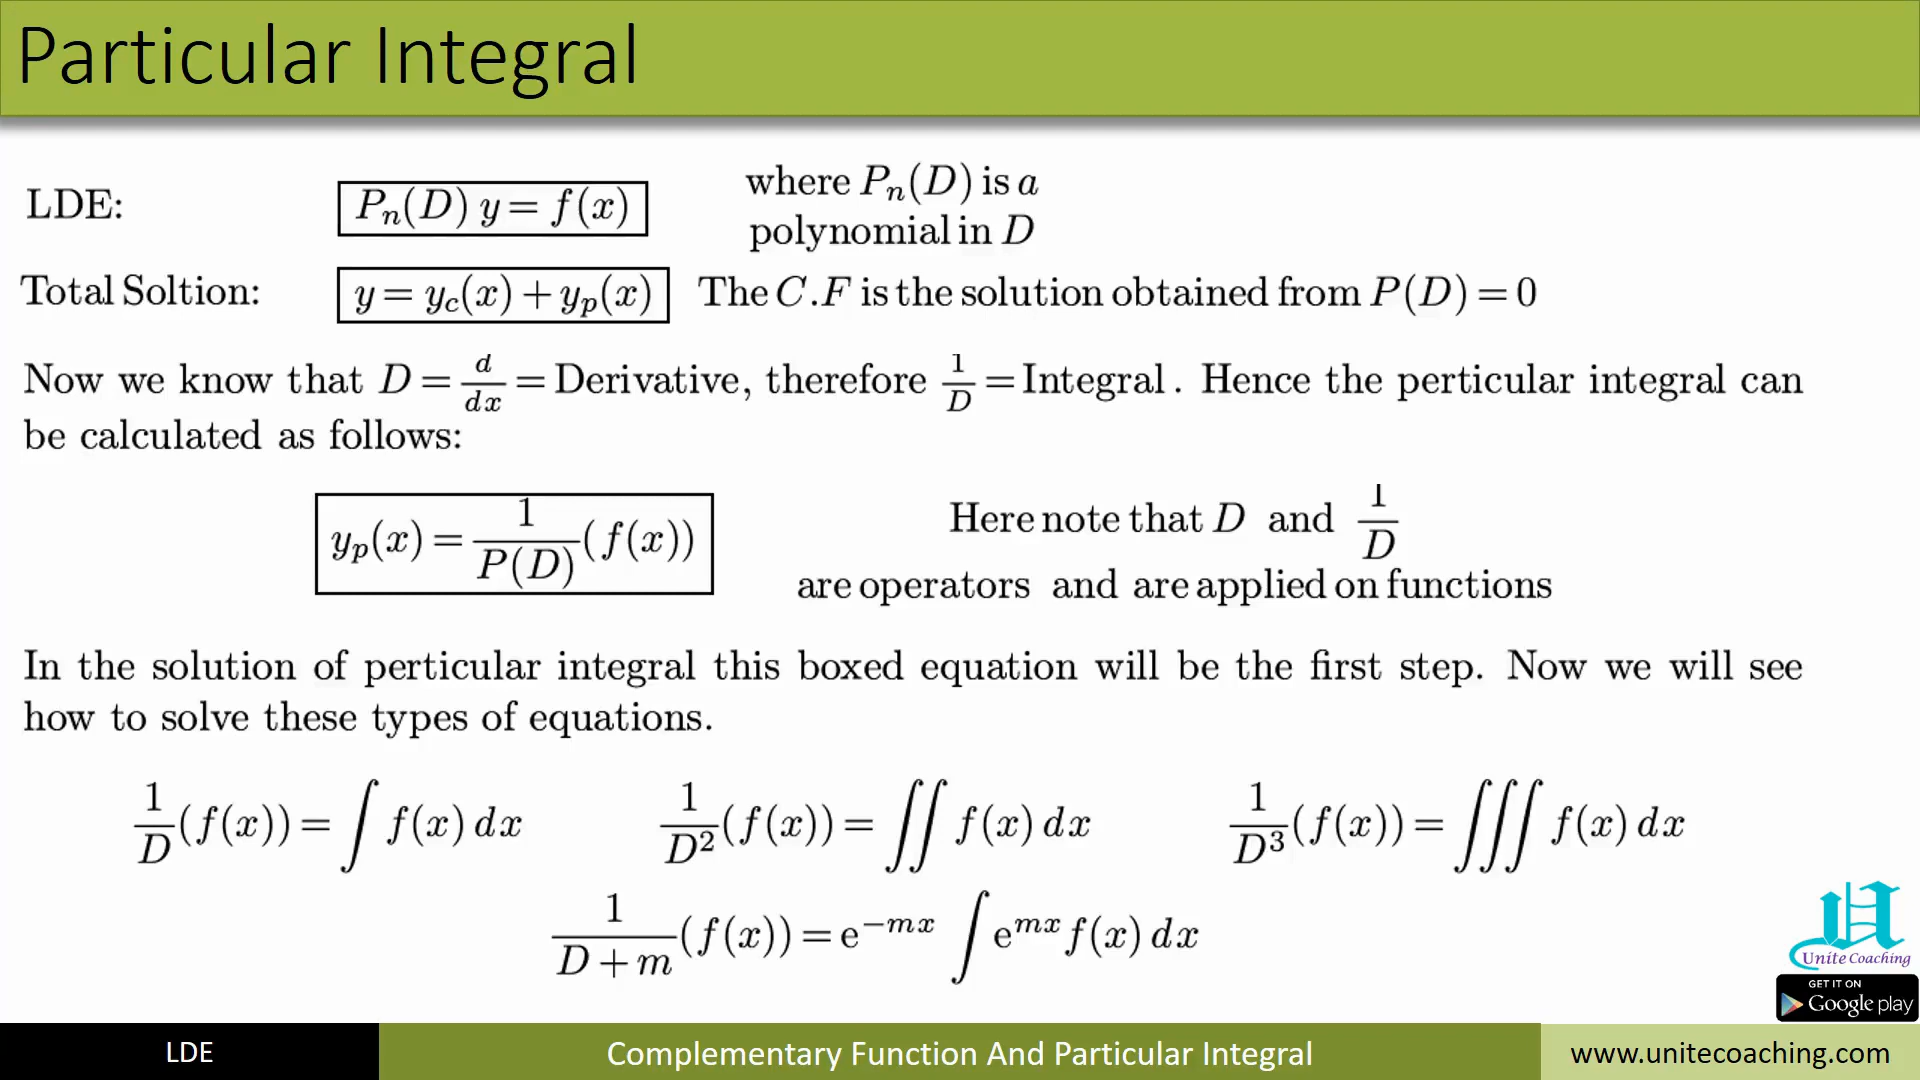 Particular Integral
LDE: Pₙ(D) y = f(x) where Pₙ(D) is a
polynomial in D
Total Soltion: y = y_c(x) + y_p(x) The C.F is the solution obtained from P(D) = 0
Now we know that D = d/dx = Derivative, therefore 1/D = Integral. Hence the perticular integral can
be calculated as follows:
y_p(x) = 1/P(D) (f(x)) Here note that D and 1/D
are operators and are applied on functions
In the solution of perticular integral this boxed equation will be the first step. Now we will see
how to solve these types of equations.
1/D (f(x)) = ∫ f(x) dx 1/D² (f(x)) = ∬ f(x) dx 1/D³ (f(x)) = ∭ f(x) dx
1/(D + m) (f(x)) = e^(−mx) ∫ e^(mx) f(x) dx
Unite Coaching
GET IT ON
Google play
LDE
Complementary Function And Particular Integral
www.unitecoaching.com